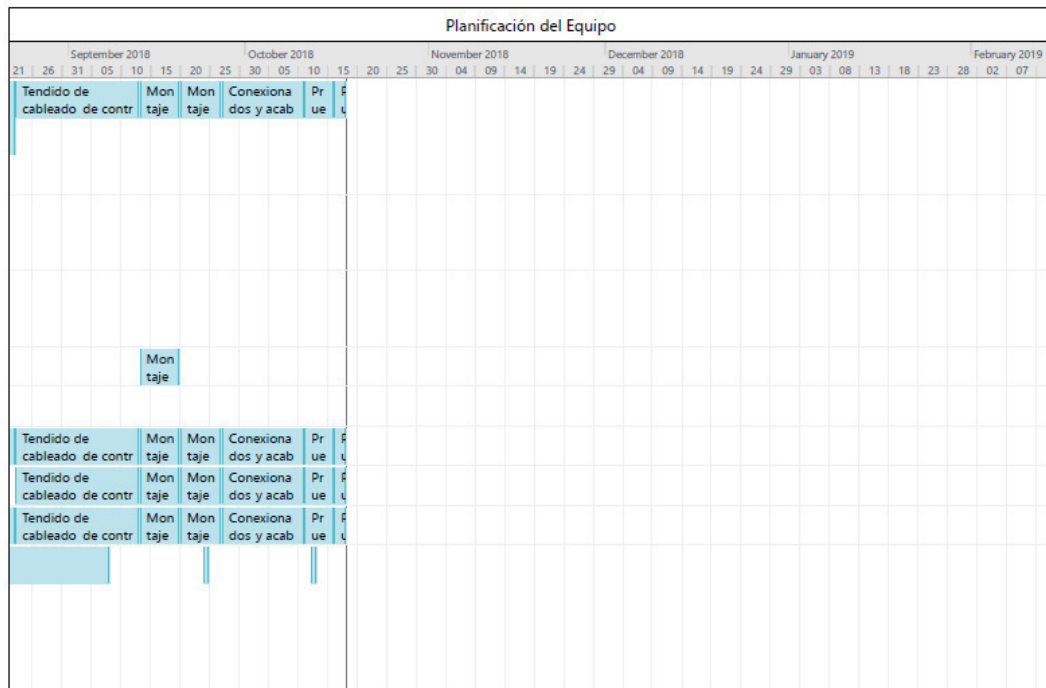 Planificación del Equipo
September 2018 October 2018 November 2018 December 2018 January 2019 February 2019
21 26 31 05 10 15 20 25 30 05 10 15 20 25 30 04 09 14 19 24 29 04 09 14 19 24 29 03 08 13 18 23 28 02 07
Tendido de Mon Mon Conexiona Pr P
cableado de contr taje taje dos y acab ue u
Mon
taje
Tendido de Mon Mon Conexiona Pr P
cableado de contr taje taje dos y acab ue u
Tendido de Mon Mon Conexiona Pr P
cableado de contr taje taje dos y acab ue u
Tendido de Mon Mon Conexiona Pr P
cableado de contr taje taje dos y acab ue u